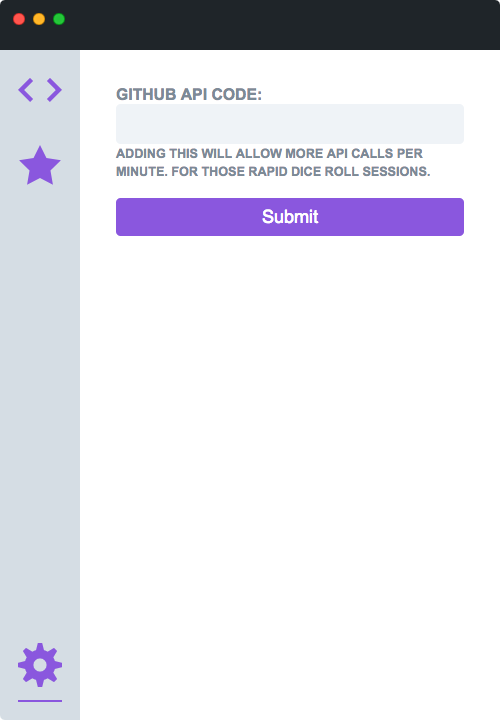 GITHUB API CODE:
ADDING THIS WILL ALLOW MORE API CALLS PER
MINUTE. FOR THOSE RAPID DICE ROLL SESSIONS.
Submit